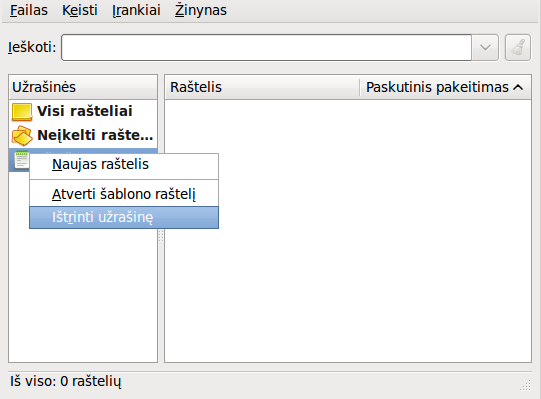 Failas Keisti Įrankiai Žinynas
Ieškoti:
Užrašinės Raštelis Paskutinis pakeitimas
Visi rašteliai
Neįkelti rašte...
Naujas raštelis
Atverti šablono raštelį
Ištrinti užrašinę
Iš viso: 0 raštelių